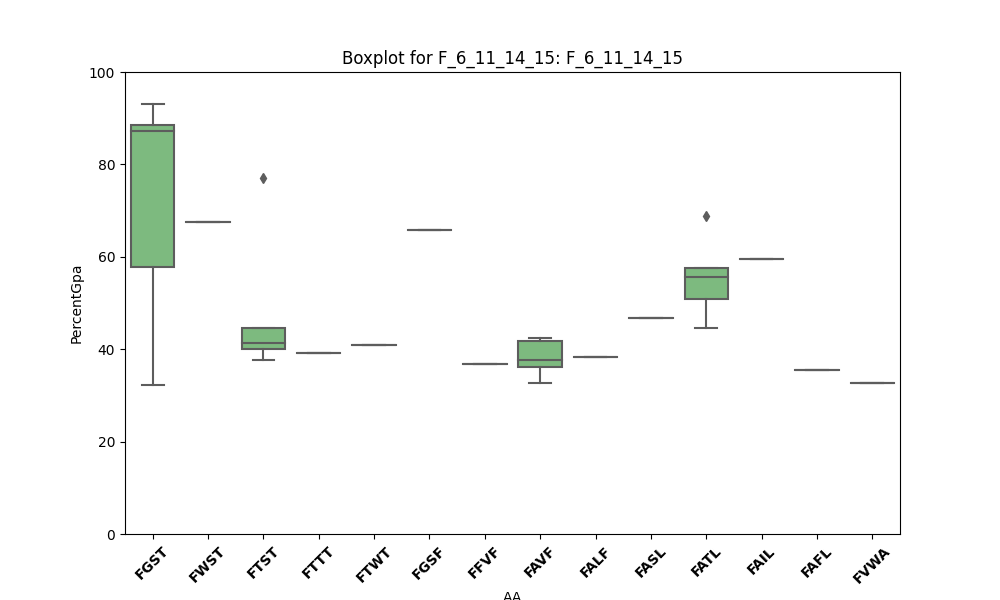 Boxplot for F_6_11_14_15: F_6_11_14_15
100
80
60
40
20
0
PercentGpa
FGST FWST FTST FTTT FTWT FGSF FFVF FAVF FALF FASL FATL FAIL FAFL FVWA
AA